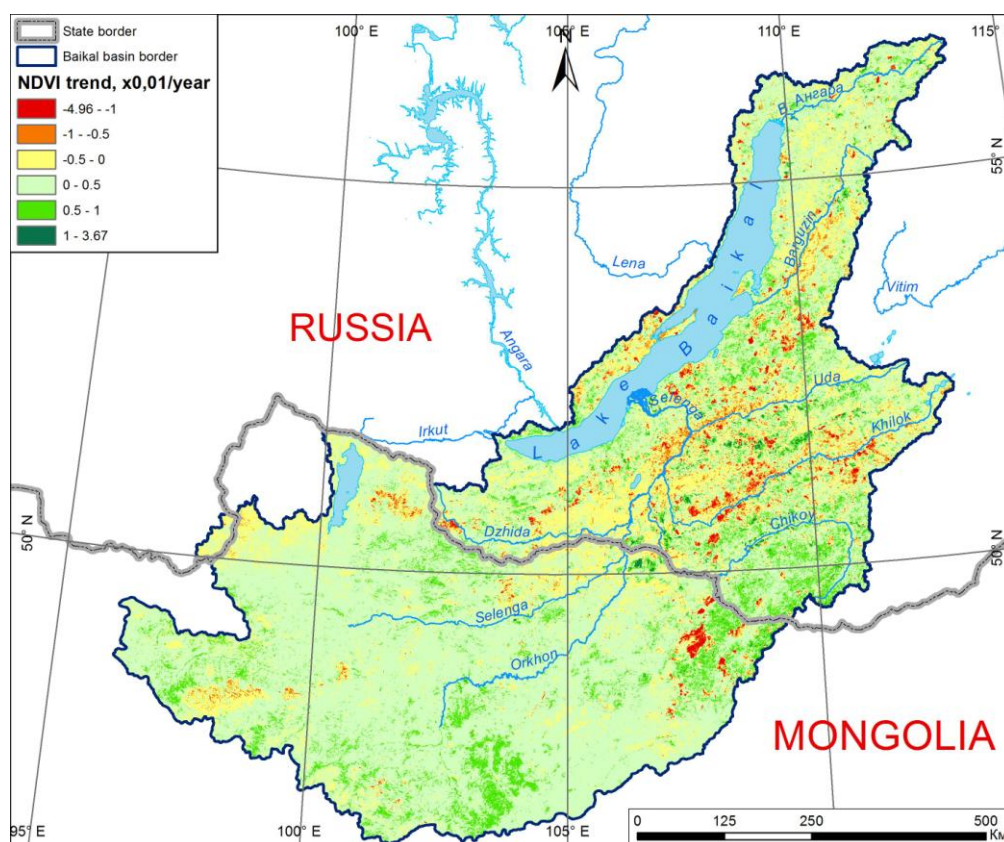 State border
Baikal basin border
NDVI trend, x0,01/year
-4.96 - -1
-1 - -0.5
-0.5 - 0
0 - 0.5
0.5 - 1
1 - 3.67
100° E
105° E
N
110° E
115°
В. Ангара
55° N
Barguzin
Lena
Vitim
RUSSIA
Angara
Lake Baikal
Uda
Selenga
Khilok
Irkut
Chikoy
Dzhida
50° N
50° N
Selenga
Orkhon
MONGOLIA
95° E
100° E
105° E
0 125 250 500
Км